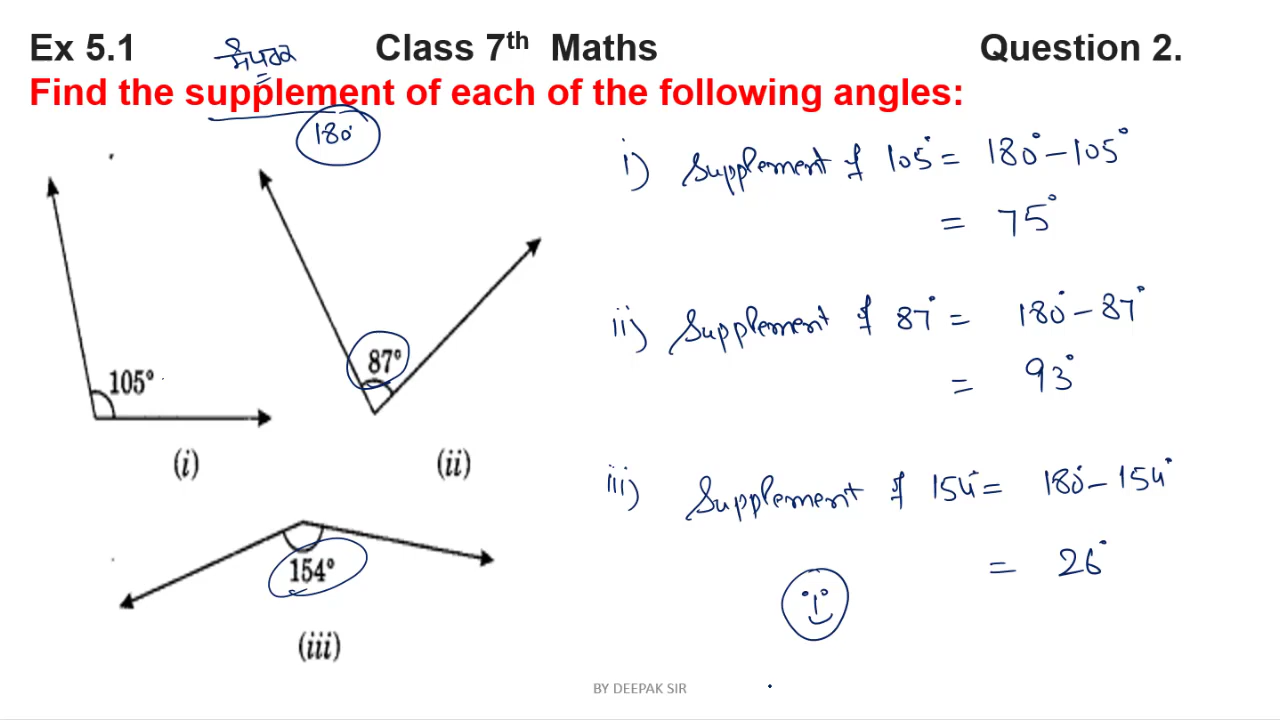 Ex 5.1 संपूरक Class 7th Maths Question 2.
Find the supplement of each of the following angles:
180°
i) Supplement of 105° = 180° - 105°
= 75°
105°
(i)
87°
(ii)
ii) Supplement of 87° = 180° - 87°
= 93°
154°
(iii)
iii) Supplement of 154° = 180° - 154°
= 26°
BY DEEPAK SIR